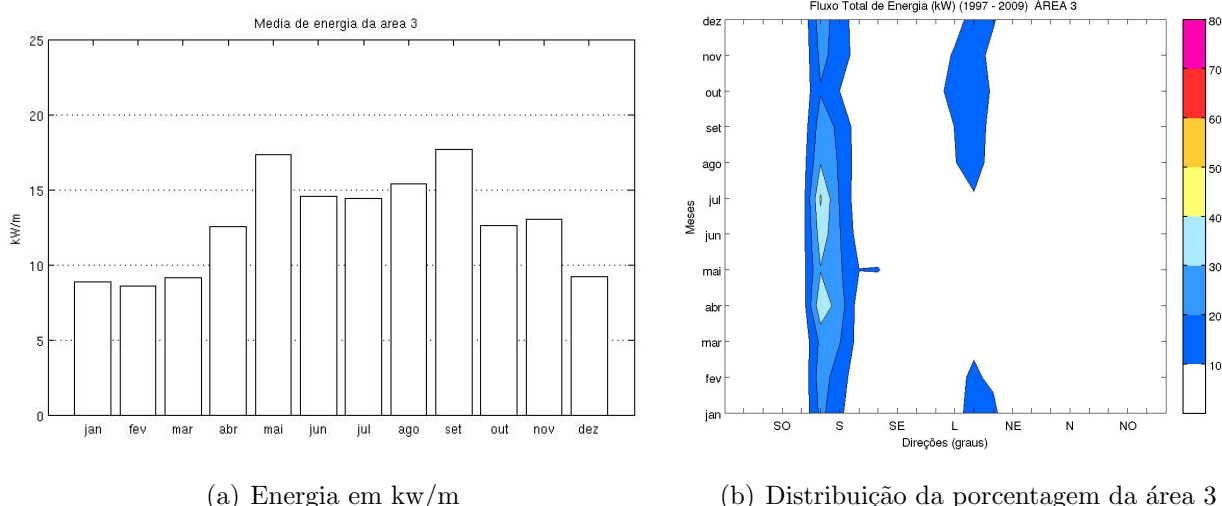 Media de energia da area 3
25
20
15
10
5
0
kW/m
jan fev mar abr mai jun jul ago set out nov dez
(a) Energia em kw/m
Fluxo Total de Energia (kW) (1997 - 2009) ÁREA 3
dez
nov
out
set
ago
jul
jun
mai
abr
mar
fev
jan
Meses
SO S SE L NE N NO
Direções (graus)
80
70
60
50
40
30
20
10
(b) Distribuição da porcentagem da área 3